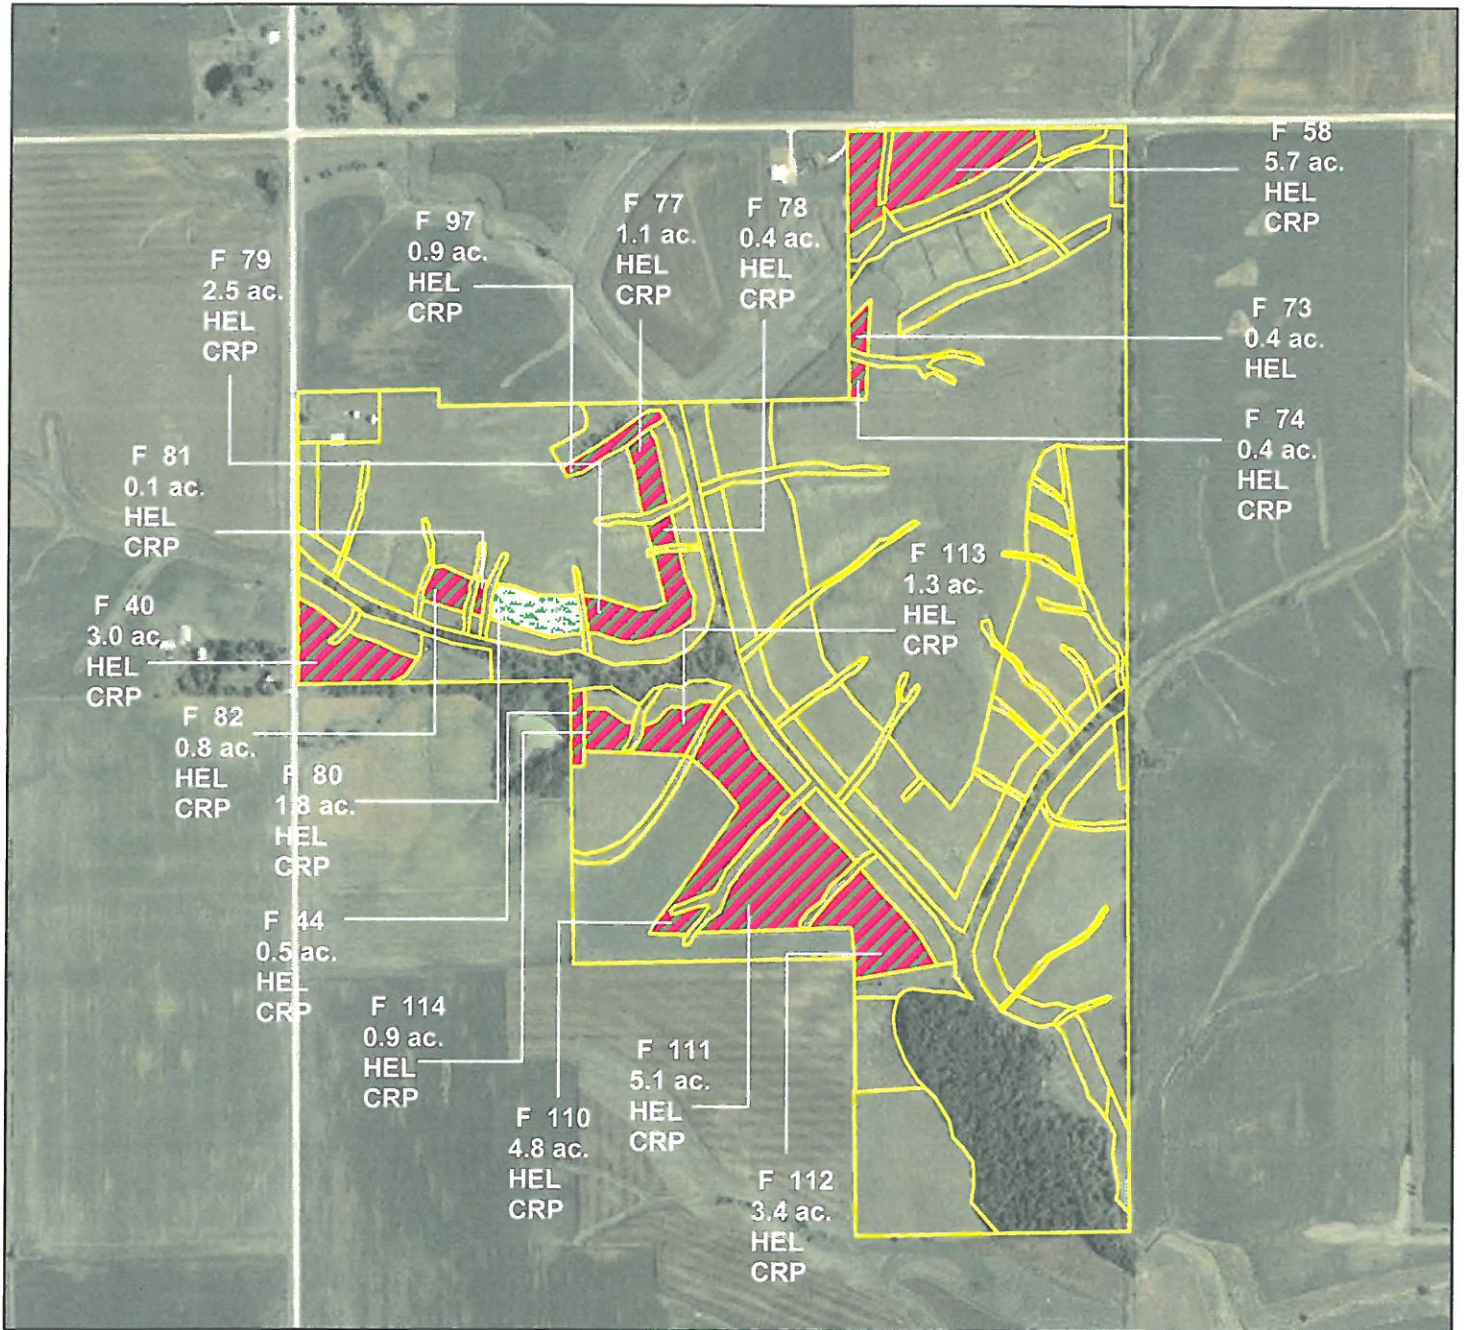 F 58
5.7 ac.
HEL
CRP
F 77
1.1 ac.
HEL
CRP
F 78
0.4 ac.
HEL
CRP
F 97
0.9 ac.
HEL
CRP
F 79
2.5 ac.
HEL
CRP
F 73
0.4 ac.
HEL
F 74
0.4 ac.
HEL
CRP
F 81
0.1 ac.
HEL
CRP
F 113
1.3 ac.
HEL
CRP
F 40
3.0 ac.
HEL
CRP
F 82
0.8 ac.
HEL
CRP
F 80
1.8 ac.
HEL
CRP
F 44
0.5 ac.
HEL
CRP
F 114
0.9 ac.
HEL
CRP
F 111
5.1 ac.
HEL
CRP
F 110
4.8 ac.
HEL
CRP
F 112
3.4 ac.
HEL
CRP